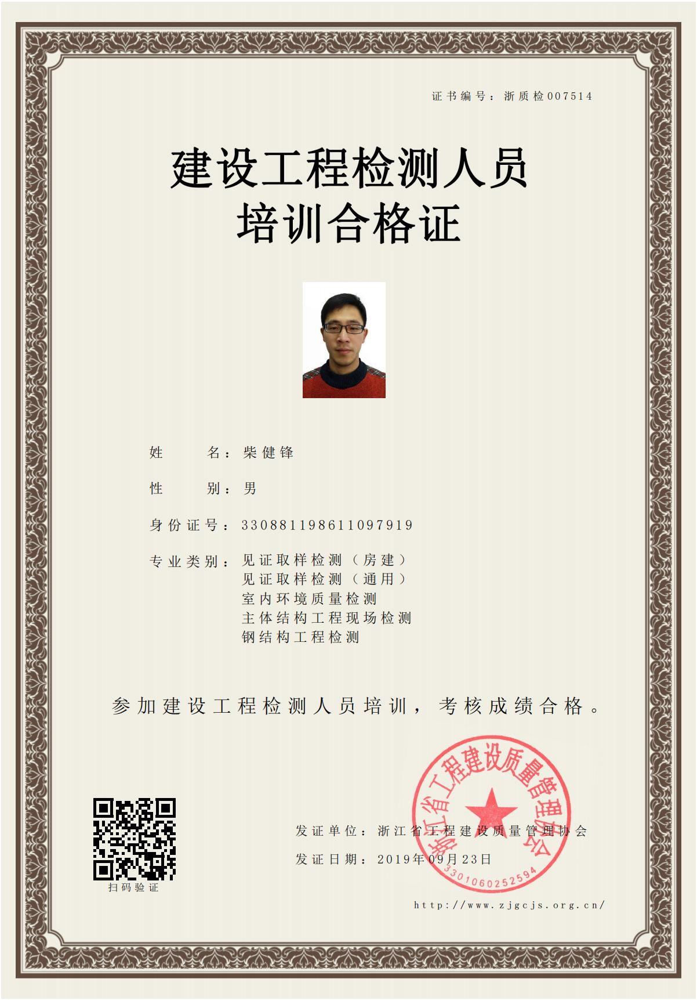 证书编号：浙质检007514
建设工程检测人员
培训合格证
姓名：柴健锋
性别：男
身份证号：330881198611097919
专业类别：见证取样检测（房建）
见证取样检测（通用）
室内环境质量检测
主体结构工程现场检测
钢结构工程检测
参加建设工程检测人员培训，考核成绩合格。
浙江省工程建设质量管理协会
发证单位：浙江省工程建设质量管理协会
发证日期：2019年09月23日
3301060252594
扫码验证
http://www.zjgcjs.org.cn/